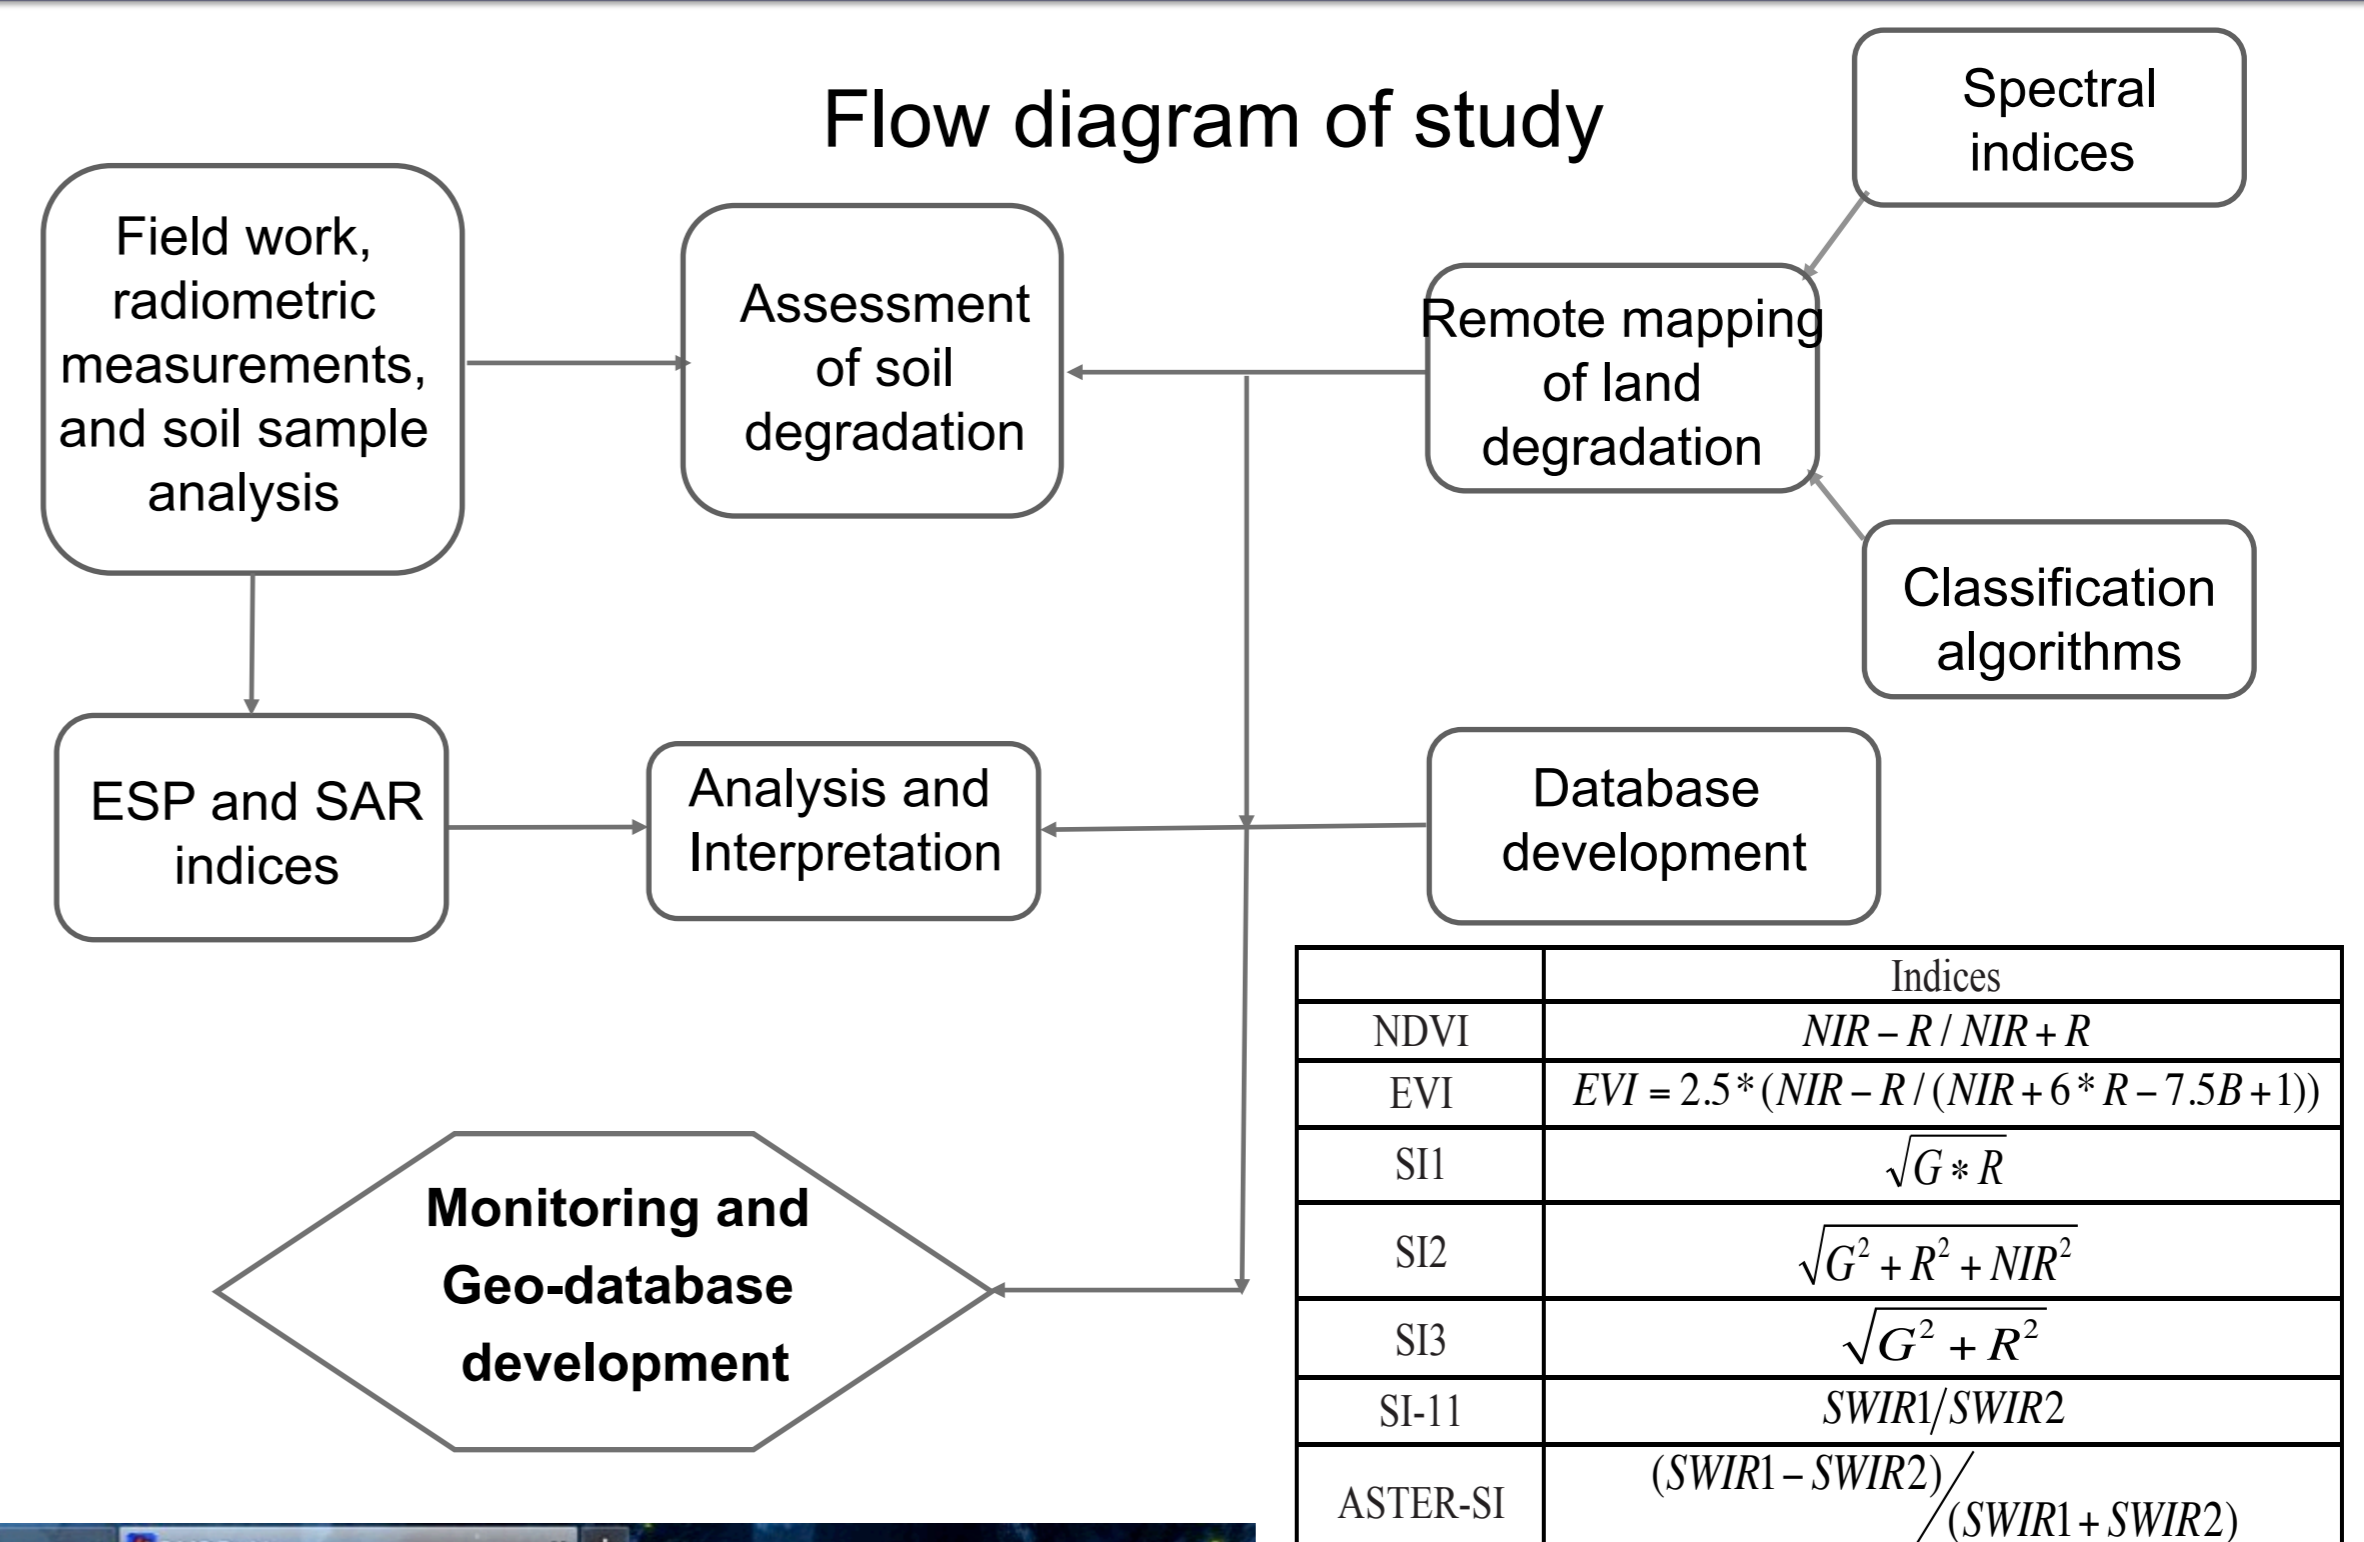 Flow diagram of study
Spectral
indices
Field work,
radiometric
measurements,
and soil sample
analysis
Assessment
of soil
degradation
Remote mapping
of land
degradation
Classification
algorithms
ESP and SAR
indices
Analysis and
Interpretation
Database
development
Monitoring and
Geo-database
development
Indices
NDVI NIR – R / NIR + R
EVI EVI = 2.5 * (NIR – R / (NIR + 6 * R – 7.5B + 1))
SI1 √G * R
SI2 √G² + R² + NIR²
SI3 √G² + R²
SI-11 SWIR1/SWIR2
ASTER-SI (SWIR1 – SWIR2)/(SWIR1 + SWIR2)